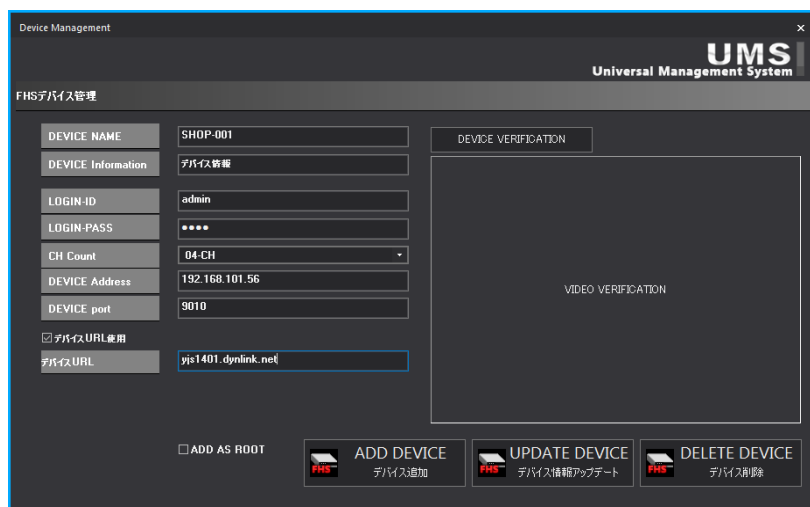 Device Management
×
UMS
Universal Management System
FHSデバイス管理
DEVICE NAME
SHOP-001
DEVICE VERIFICATION
DEVICE Information
デバイス情報
LOGIN-ID
admin
LOGIN-PASS
●●●●
CH Count
04-CH
DEVICE Address
192.168.101.56
VIDEO VERIFICATION
DEVICE port
9010
デバイスURL使用
デバイスURL
yjs1401.dynlink.net
ADD AS ROOT
FHS
ADD DEVICE
デバイス追加
FHS
UPDATE DEVICE
デバイス情報アップデート
FHS
DELETE DEVICE
デバイス削除